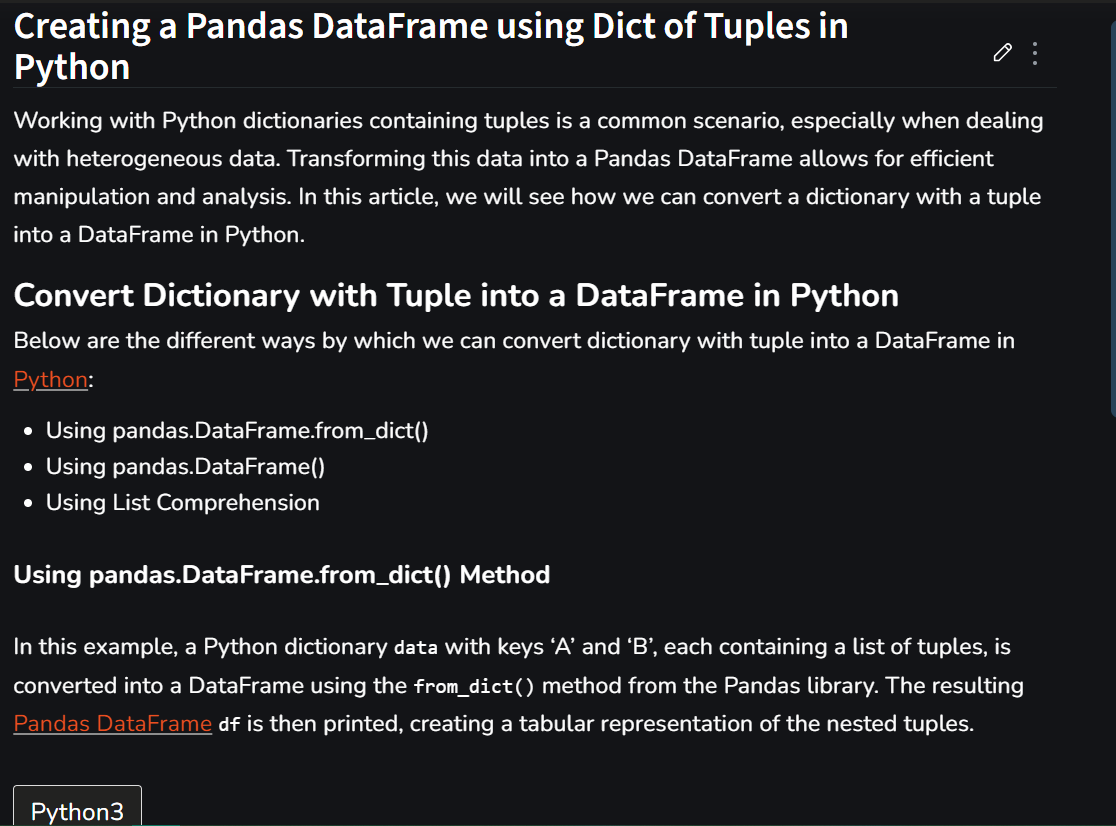 Creating a Pandas DataFrame using Dict of Tuples in
Python
Working with Python dictionaries containing tuples is a common scenario, especially when dealing
with heterogeneous data. Transforming this data into a Pandas DataFrame allows for efficient
manipulation and analysis. In this article, we will see how we can convert a dictionary with a tuple
into a DataFrame in Python.
Convert Dictionary with Tuple into a DataFrame in Python
Below are the different ways by which we can convert dictionary with tuple into a DataFrame in
Python:
• Using pandas.DataFrame.from_dict()
• Using pandas.DataFrame()
• Using List Comprehension
Using pandas.DataFrame.from_dict() Method
In this example, a Python dictionary data with keys ‘A’ and ‘B’, each containing a list of tuples, is
converted into a DataFrame using the from_dict() method from the Pandas library. The resulting
Pandas DataFrame df is then printed, creating a tabular representation of the nested tuples.
Python3